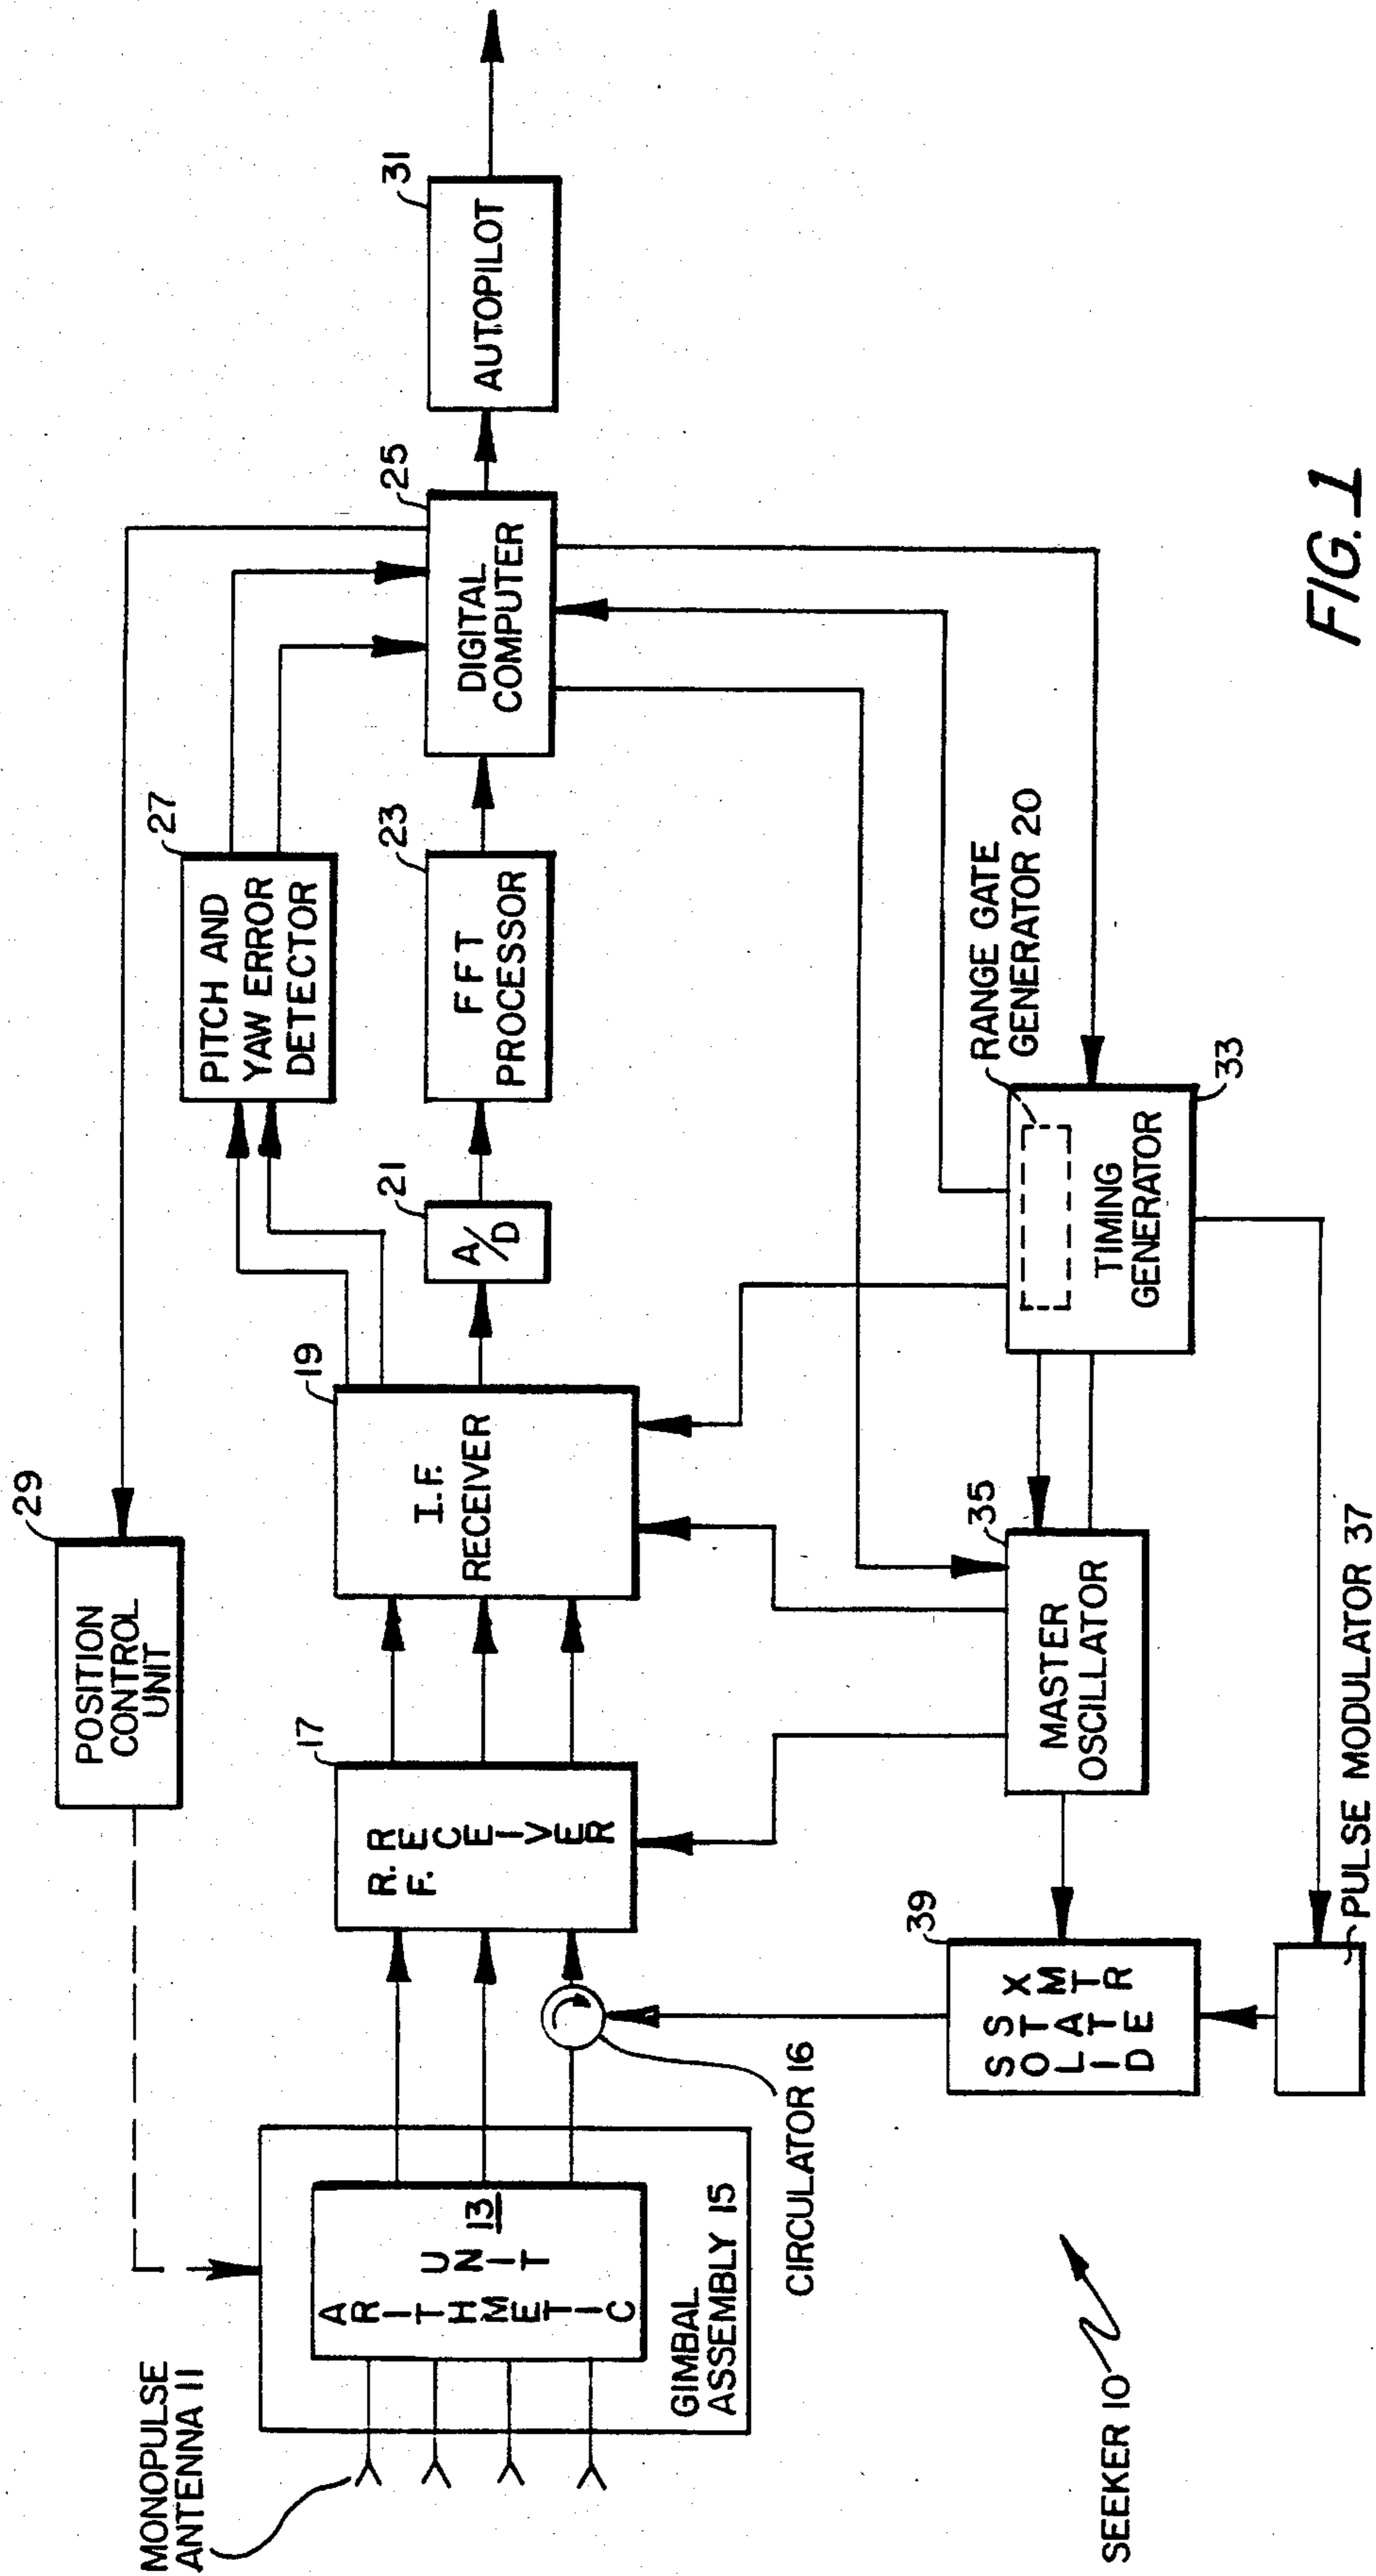 MONOPULSE
ANTENNA 11
ARITHMETIC
UNIT
13
GIMBAL
ASSEMBLY 15
CIRCULATOR 16
SEEKER 10
POSITION
CONTROL
UNIT
29
R.F.
RECEIVER
17
I.F.
RECEIVER
19
A/D
21
PITCH AND
YAW ERROR
DETECTOR
27
FFT
PROCESSOR
23
DIGITAL
COMPUTER
25
AUTOPILOT
31
RANGE GATE
GENERATOR 20
TIMING
GENERATOR
33
MASTER
OSCILLATOR
35
SOLID
STATE
XMTR
39
PULSE MODULATOR 37
FIG. 1